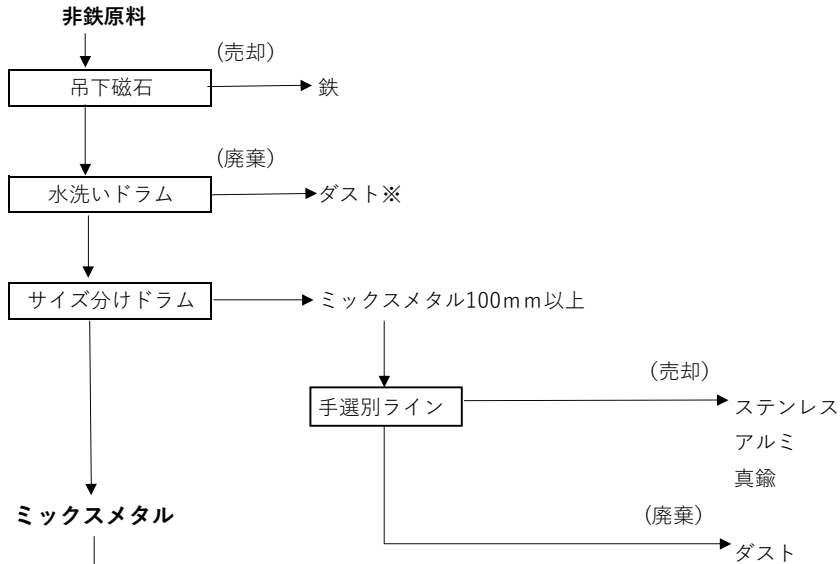 非鉄原料
(売却)
吊下磁石
鉄
(廃棄)
水洗いドラム
ダスト※
サイズ分けドラム
ミックスメタル100mm以上
(売却)
手選別ライン
ステンレス
アルミ
真鍮
ミックスメタル
(廃棄)
ダスト